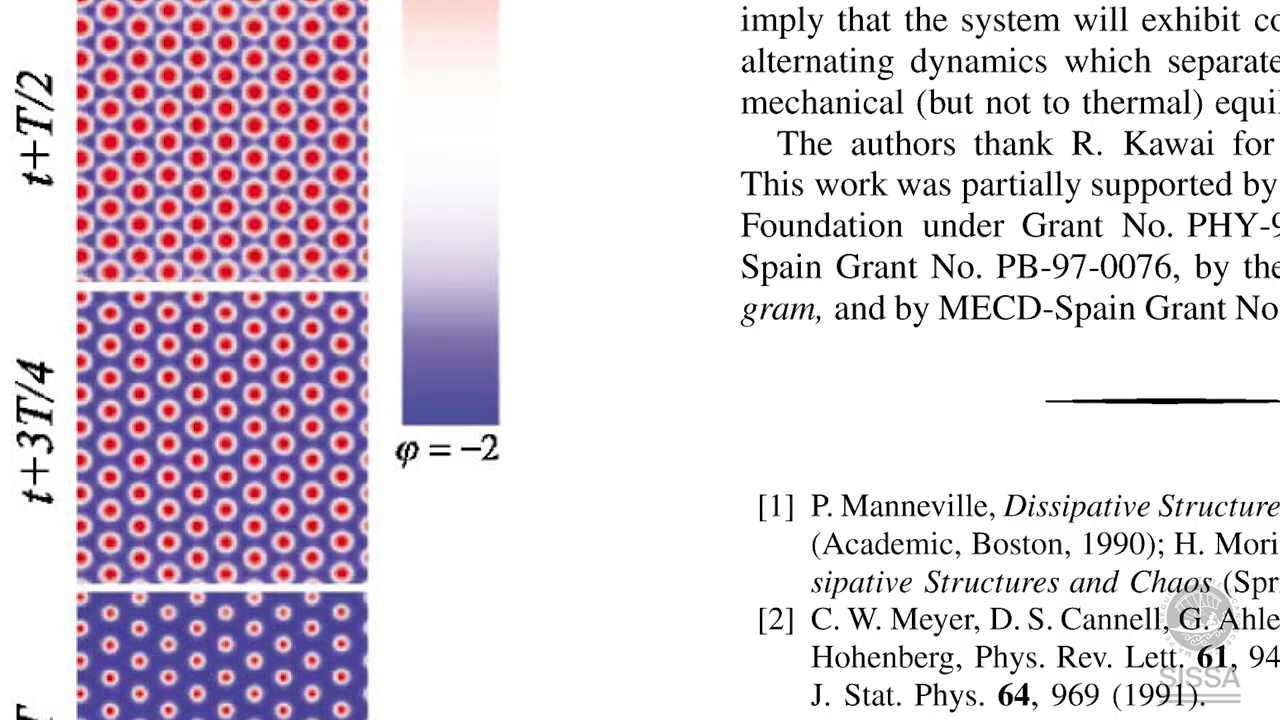 t+T/2
t+3T/4
T
φ = −2
imply that the system will exhibit co
alternating dynamics which separate
mechanical (but not to thermal) equil
The authors thank R. Kawai for
This work was partially supported by
Foundation under Grant No. PHY-9
Spain Grant No. PB-97-0076, by the
gram, and by MECD-Spain Grant No
[1] P. Manneville, Dissipative Structure
(Academic, Boston, 1990); H. Mori
sipative Structures and Chaos (Spr
[2] C. W. Meyer, D. S. Cannell, G. Ahle
Hohenberg, Phys. Rev. Lett. 61, 94
J. Stat. Phys. 64, 969 (1991).
SISSA